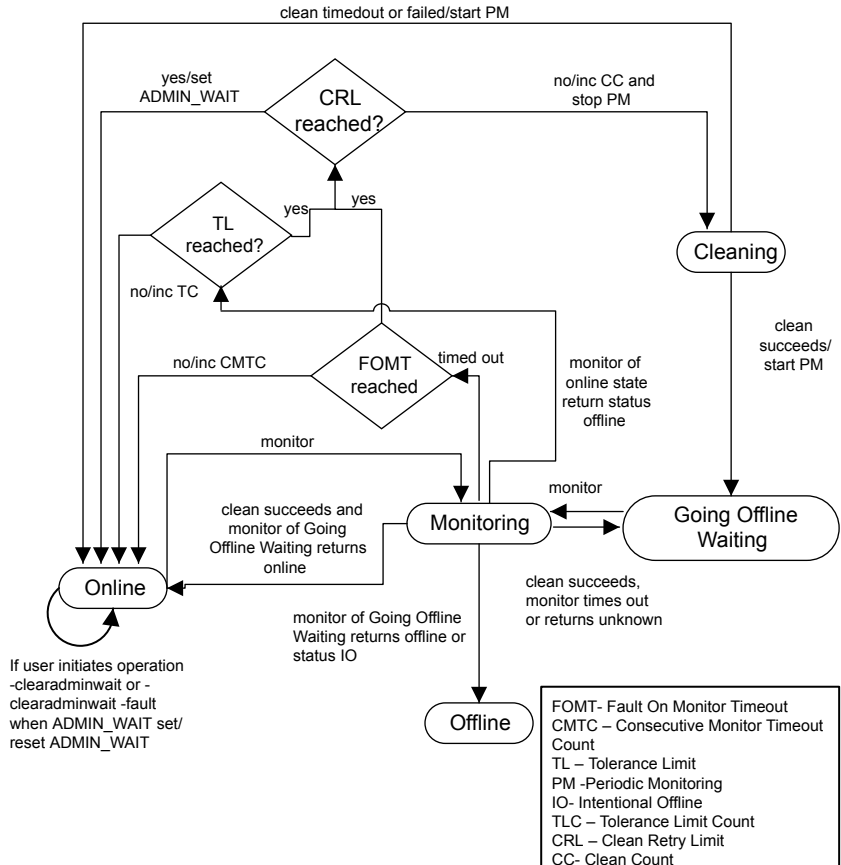 clean timedout or failed/start PM
yes/set
ADMIN_WAIT
CRL
reached?
no/inc CC and
stop PM
TL
reached?
yes
yes
Cleaning
no/inc TC
clean
succeeds/
start PM
no/inc CMTC
FOMT
reached
timed out
monitor of
online state
return status
offline
monitor
clean succeeds and
monitor of Going
Offline Waiting returns
online
Monitoring
monitor
Going Offline
Waiting
Online
clean succeeds,
monitor times out
or returns unknown
monitor of Going Offline
Waiting returns offline or
status IO
If user initiates operation
-clearadminwait or -
clearadminwait -fault
when ADMIN_WAIT set/
reset ADMIN_WAIT
Offline
FOMT- Fault On Monitor Timeout
CMTC – Consecutive Monitor Timeout
Count
TL – Tolerance Limit
PM -Periodic Monitoring
IO- Intentional Offline
TLC – Tolerance Limit Count
CRL – Clean Retry Limit
CC- Clean Count